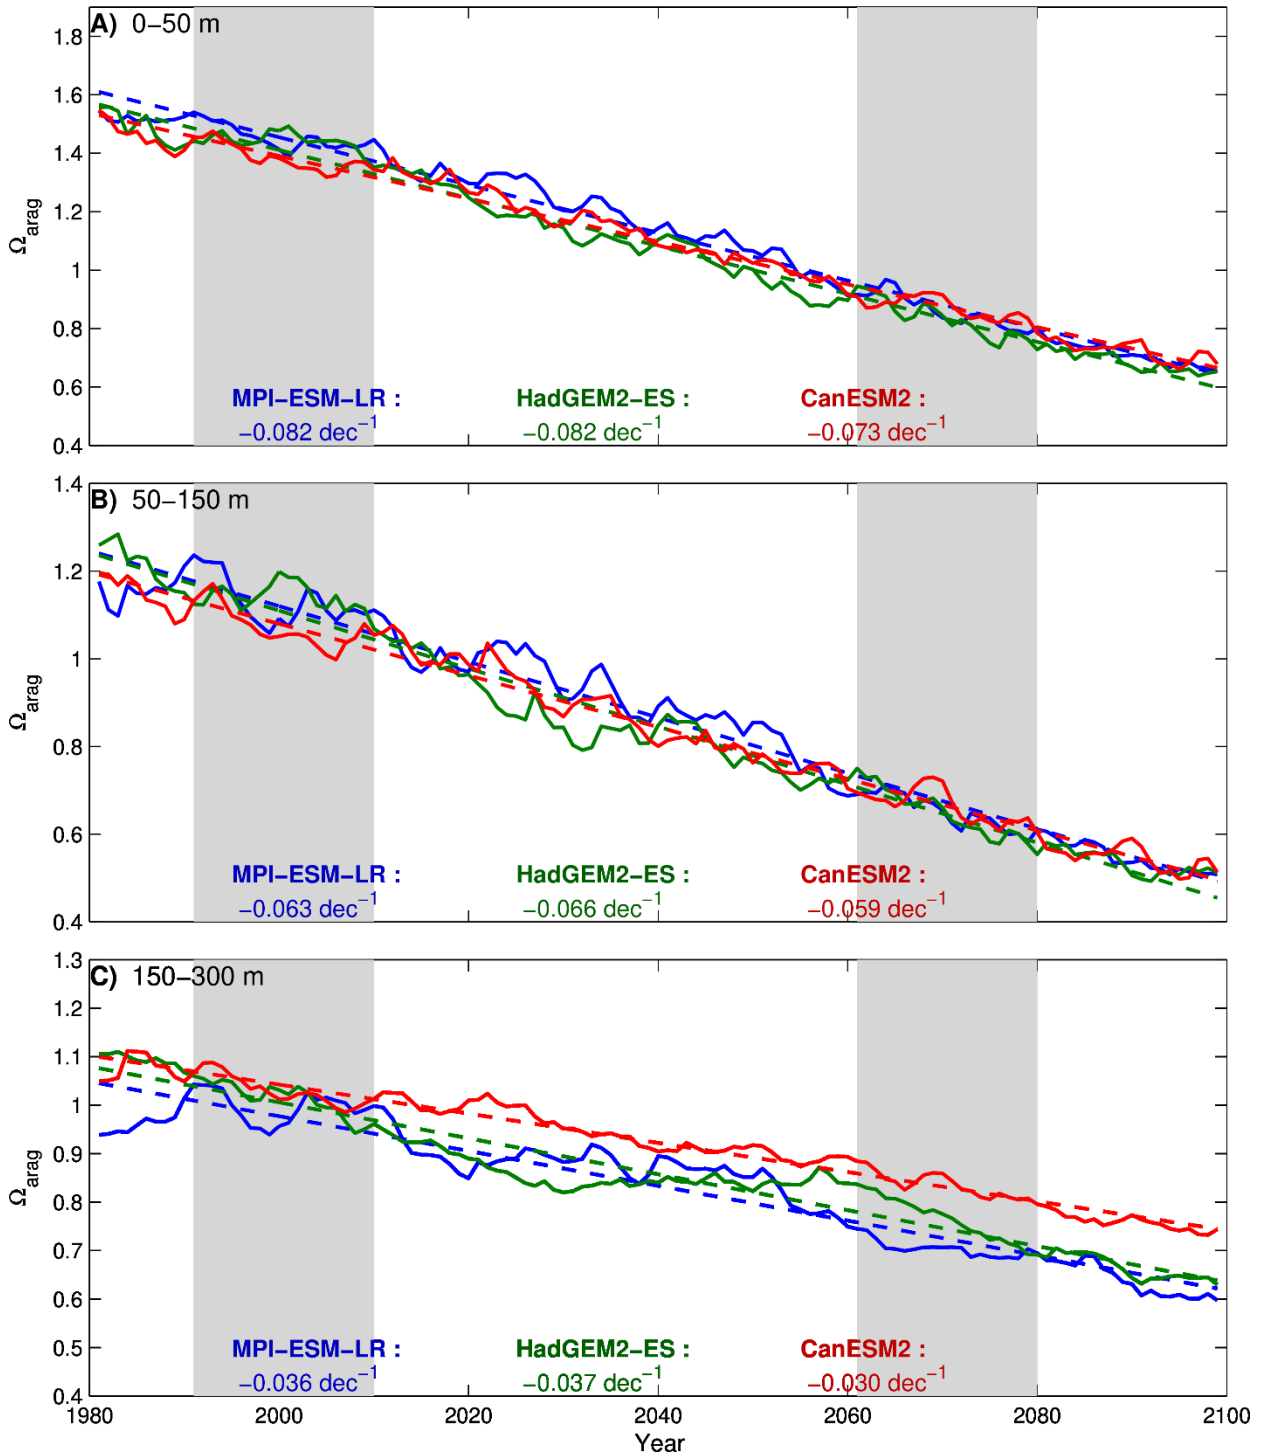 A) 0–50 m
1.8
1.6
1.4
1.2
1
0.8
0.6
0.4
Ωarag
MPI–ESM–LR : HadGEM2–ES : CanESM2 :
−0.082 dec⁻¹ −0.082 dec⁻¹ −0.073 dec⁻¹
B) 50–150 m
1.4
1.2
1
0.8
0.6
0.4
Ωarag
MPI–ESM–LR : HadGEM2–ES : CanESM2 :
−0.063 dec⁻¹ −0.066 dec⁻¹ −0.059 dec⁻¹
C) 150–300 m
1.3
1.2
1.1
1
0.9
0.8
0.7
0.6
0.5
0.4
Ωarag
MPI–ESM–LR : HadGEM2–ES : CanESM2 :
−0.036 dec⁻¹ −0.037 dec⁻¹ −0.030 dec⁻¹
1980 2000 2020 2040 2060 2080 2100
Year